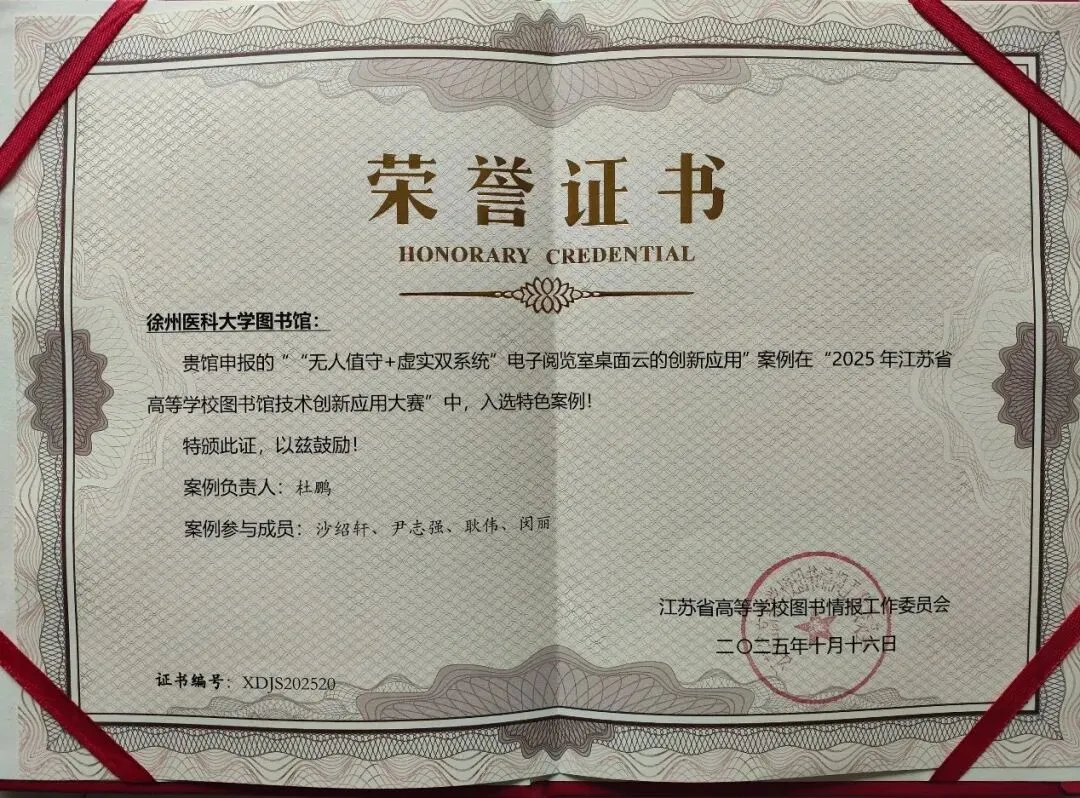 荣誉证书
HONORARY CREDENTIAL
徐州医科大学图书馆：
贵馆申报的““无人值守+虚实双系统”电子阅览室桌面云的创新应用”案例在“2025年江苏省
高等学校图书馆技术创新应用大赛”中，入选特色案例！
特颁此证，以兹鼓励！
案例负责人：杜鹏
案例参与成员：沙绍轩、尹志强、耿伟、闵丽
江苏省高等学校图书情报工作委员会
二〇二五年十月十六日
证书编号：XDJS202520